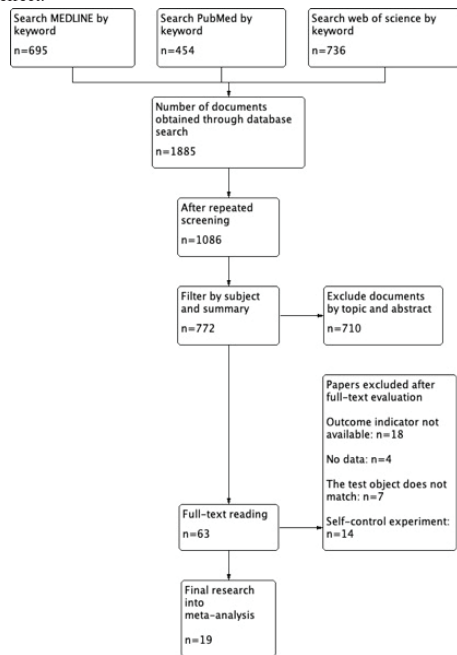 Search MEDLINE by
keyword
n=695
Search PubMed by
keyword
n=454
Search web of science by
keyword
n=736
Number of documents
obtained through database
search
n=1885
After repeated
screening
n=1086
Filter by subject
and summary
n=772
Exclude documents
by topic and abstract
n=710
Papers excluded after
full-text evaluation
Outcome indicator not
available: n=18
No data: n=4
The test object does not
match: n=7
Self-control experiment:
n=14
Full-text reading
n=63
Final research
into
meta-analysis
n=19